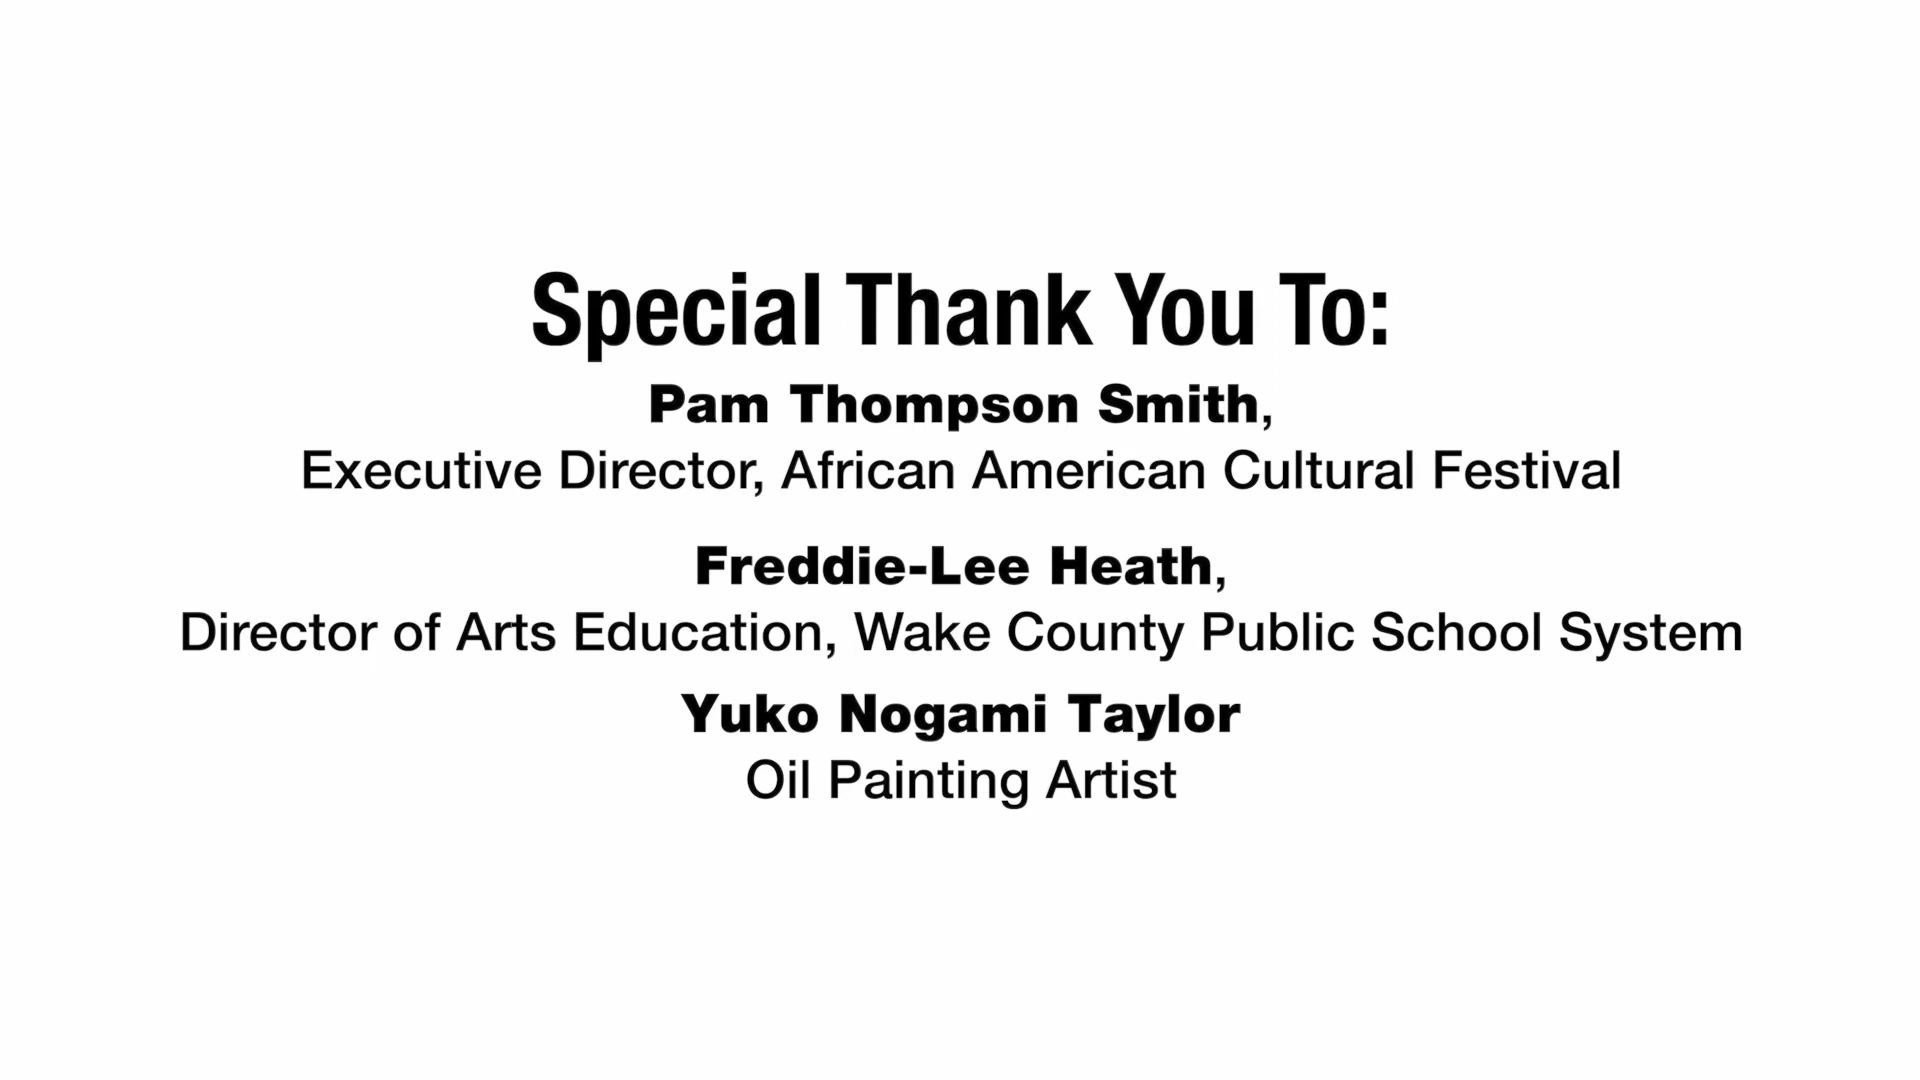 Special Thank You To:
Pam Thompson Smith,
Executive Director, African American Cultural Festival
Freddie-Lee Heath,
Director of Arts Education, Wake County Public School System
Yuko Nogami Taylor
Oil Painting Artist